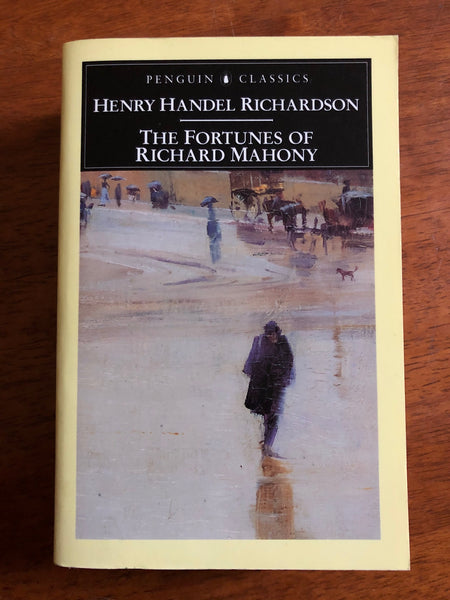 PENGUIN CLASSICS
HENRY HANDEL RICHARDSON
THE FORTUNES OF
RICHARD MAHONY